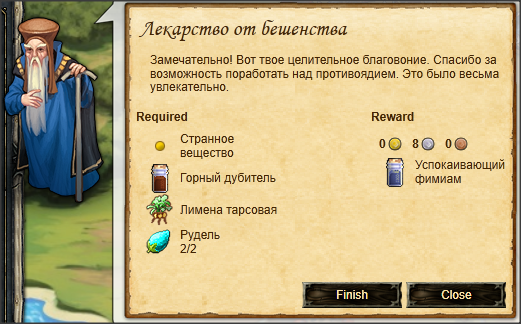 Лекарство от бешенства
Замечательно! Вот твое целительное благовоние. Спасибо за
возможность поработать над противоядием. Это было весьма
увлекательно.
Required
Reward
Странное
вещество
0 8 0
Горный дубитель
Успокаивающий
фимиам
Лимена тарсовая
Рудель
2/2
Finish
Close